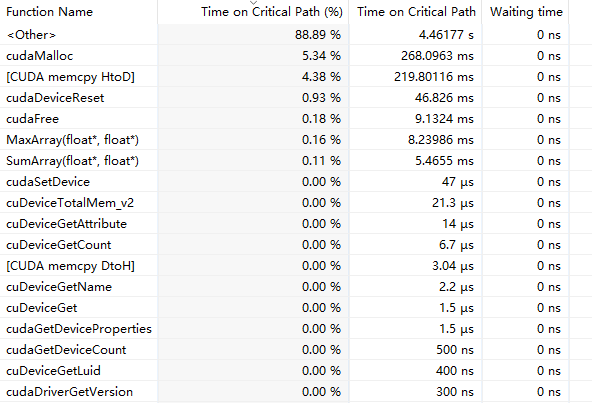 Function Name Time on Critical Path (%) Time on Critical Path Waiting time
<Other> 88.89 % 4.46177 s 0 ns
cudaMalloc 5.34 % 268.0963 ms 0 ns
[CUDA memcpy HtoD] 4.38 % 219.80116 ms 0 ns
cudaDeviceReset 0.93 % 46.826 ms 0 ns
cudaFree 0.18 % 9.1324 ms 0 ns
MaxArray(float*, float*) 0.16 % 8.23986 ms 0 ns
SumArray(float*, float*) 0.11 % 5.4655 ms 0 ns
cudaSetDevice 0.00 % 47 µs 0 ns
cuDeviceTotalMem_v2 0.00 % 21.3 µs 0 ns
cuDeviceGetAttribute 0.00 % 14 µs 0 ns
cuDeviceGetCount 0.00 % 6.7 µs 0 ns
[CUDA memcpy DtoH] 0.00 % 3.04 µs 0 ns
cuDeviceGetName 0.00 % 2.2 µs 0 ns
cuDeviceGet 0.00 % 1.5 µs 0 ns
cudaGetDeviceProperties 0.00 % 1.5 µs 0 ns
cudaGetDeviceCount 0.00 % 500 ns 0 ns
cuDeviceGetLuid 0.00 % 400 ns 0 ns
cudaDriverGetVersion 0.00 % 300 ns 0 ns